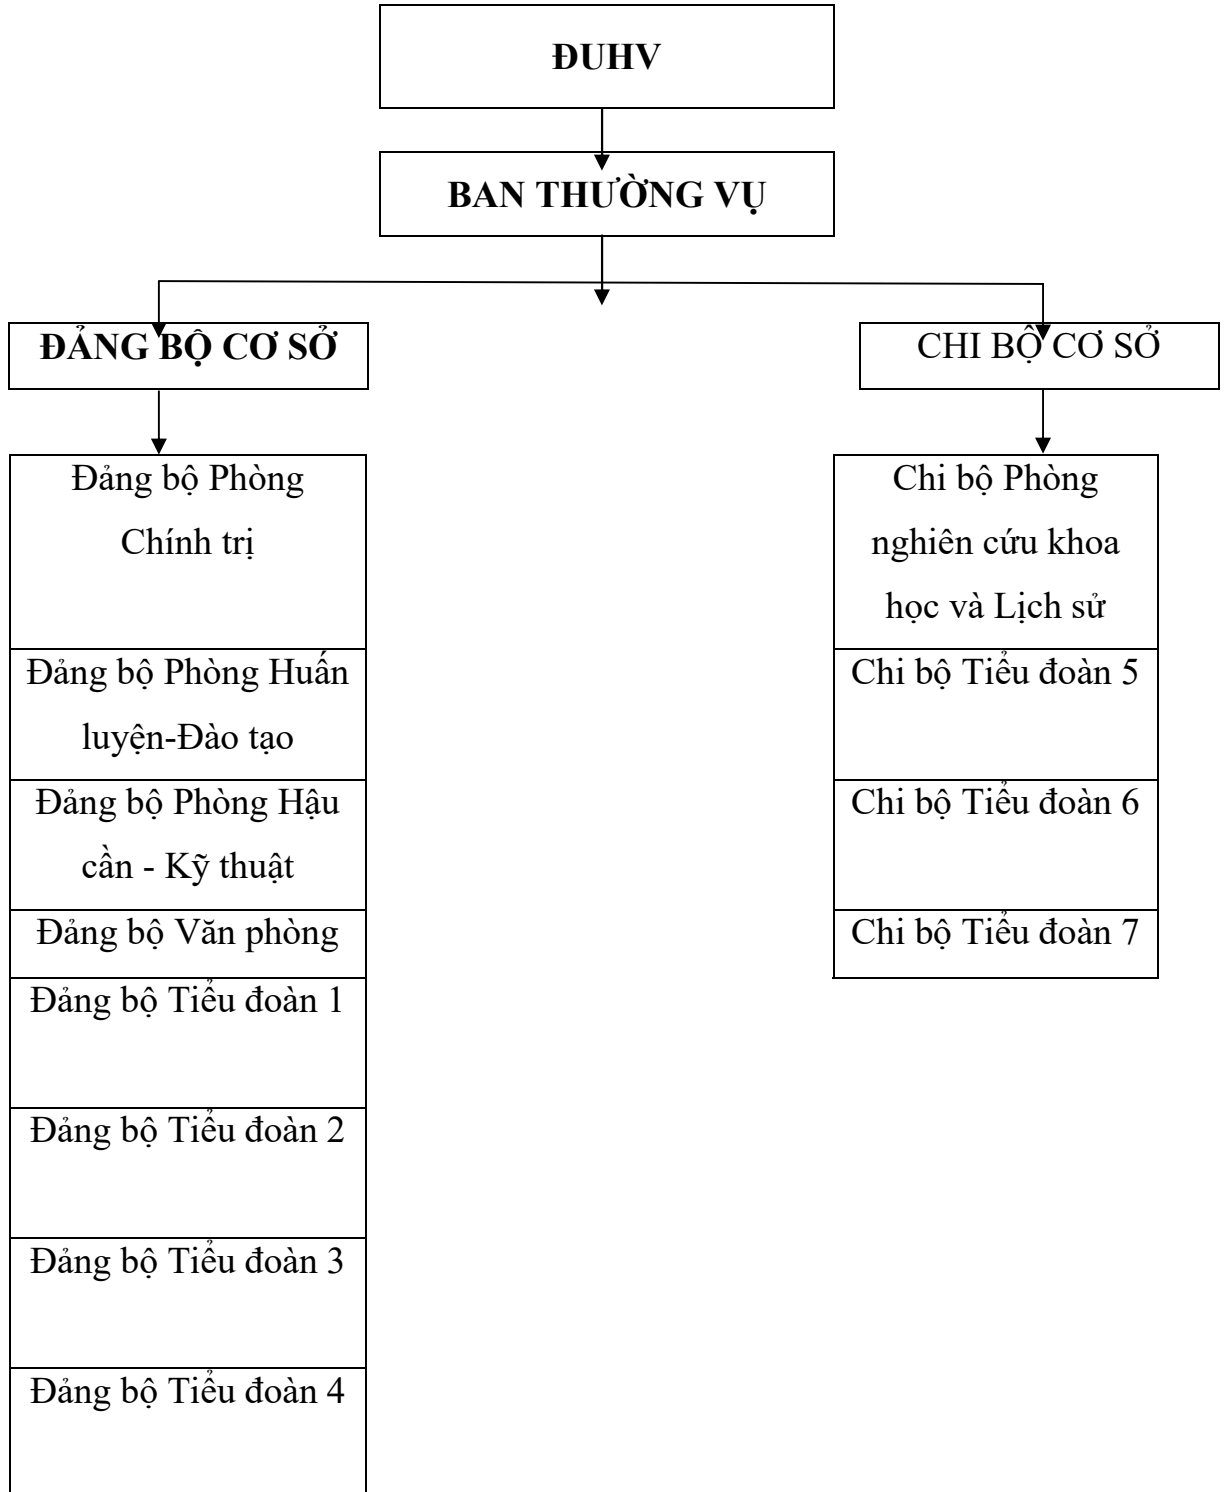 ĐUHV
BAN THƯỜNG VỤ
ĐẢNG BỘ CƠ SỞ
CHI BỘ CƠ SỞ
Đảng bộ Phòng
Chính trị
Đảng bộ Phòng Huấn
luyện-Đào tạo
Đảng bộ Phòng Hậu
cần - Kỹ thuật
Đảng bộ Văn phòng
Đảng bộ Tiểu đoàn 1
Đảng bộ Tiểu đoàn 2
Đảng bộ Tiểu đoàn 3
Đảng bộ Tiểu đoàn 4
Chi bộ Phòng
nghiên cứu khoa
học và Lịch sử
Chi bộ Tiểu đoàn 5
Chi bộ Tiểu đoàn 6
Chi bộ Tiểu đoàn 7